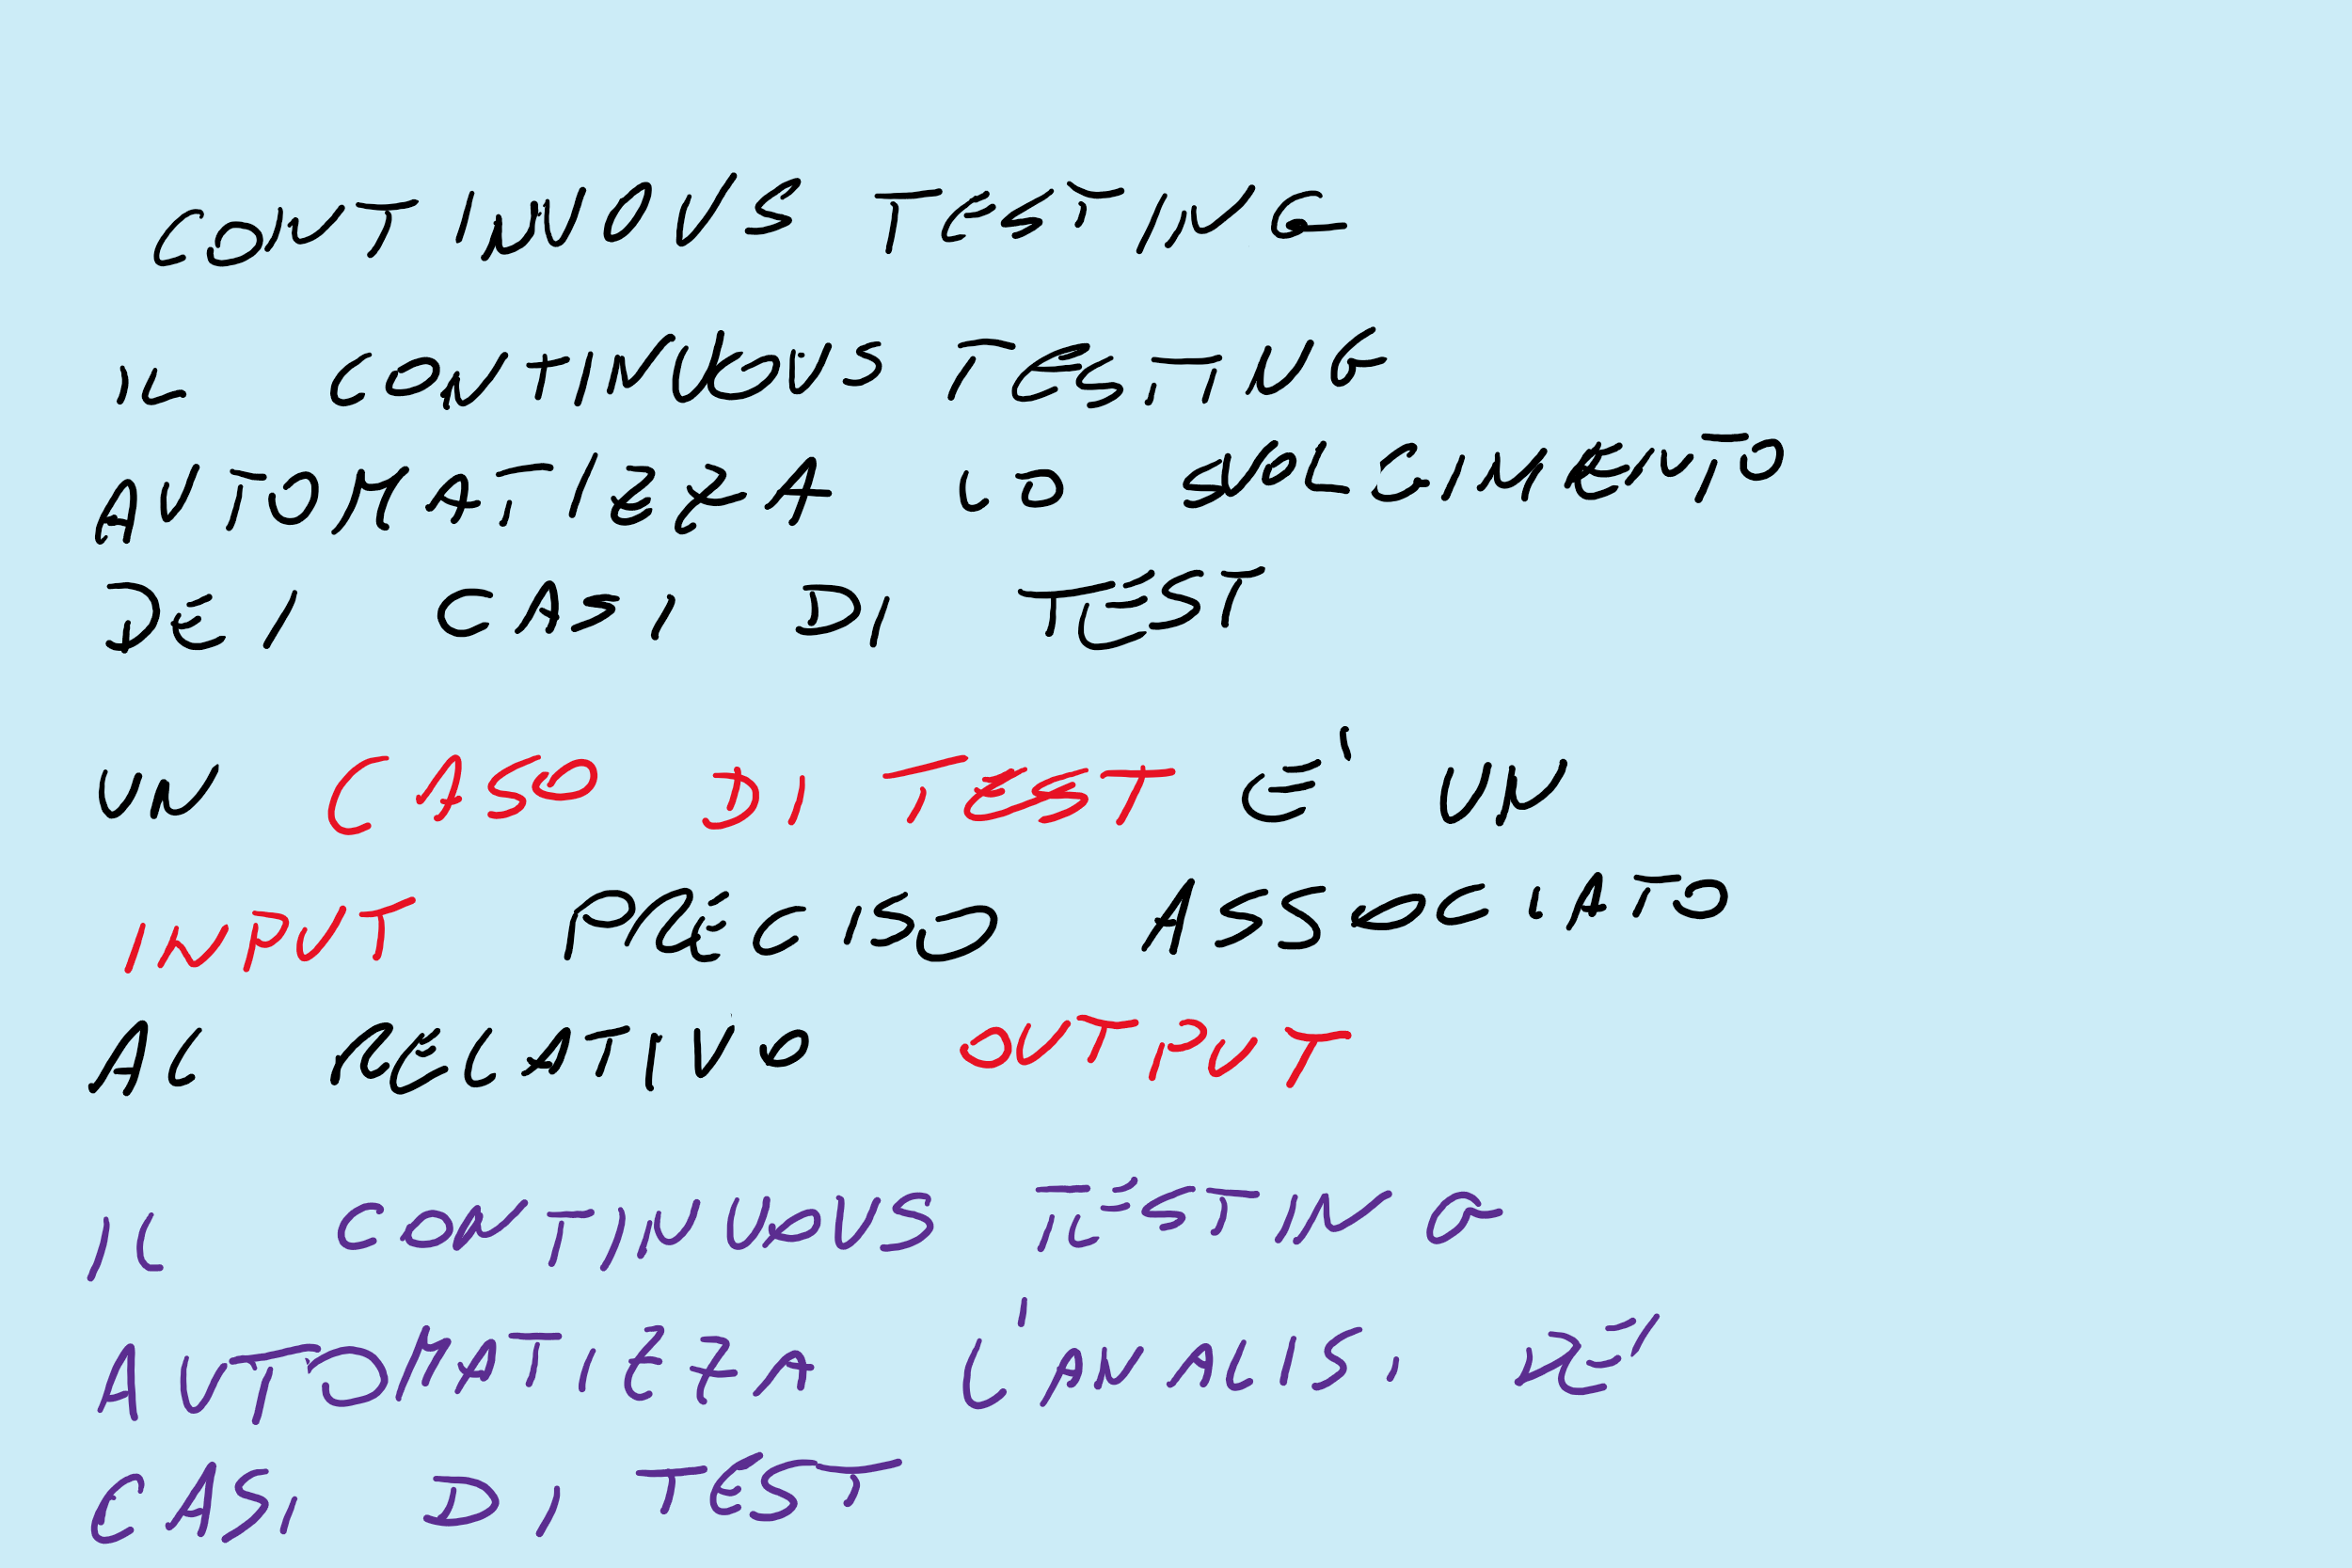 CONTINOUS TESTING
IL CONTINUOUS TESTING
AUTOMATIZZA LO SVOLGIMENTO
DEI CASI DI TEST
UN CASO DI TEST E' UN
INPUT PRECISO ASSOCIATO
AL RELATIVO OUTPUT
IL CONTINUOUS TESTING
AUTOMATIZZA L'ANALISI DEI
CASI DI TEST